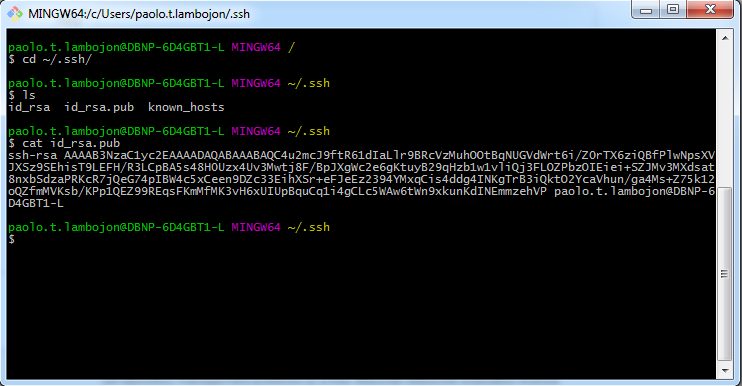 MINGW64:/c/Users/paolo.t.lambojon/.ssh
paolo.t.lambojon@DBNP-6D4GBT1-L MINGW64 /
$ cd ~/.ssh/
paolo.t.lambojon@DBNP-6D4GBT1-L MINGW64 ~/.ssh
$ ls
id_rsa  id_rsa.pub  known_hosts
paolo.t.lambojon@DBNP-6D4GBT1-L MINGW64 ~/.ssh
$ cat id_rsa.pub
ssh-rsa AAAAB3NzaC1yc2EAAAADAQABAAABAQC4u2mcJ9ftR61dIaLlr9BRcVzMuhOOtBqNUGVdWrt6i/ZOrTX6ziQBfPlwNpsXV
JXSz9SEhisT9LEFH/R3LCpBA5s48HOUzx4Uv3Mwtj8F/BpJXgWc2e6gKtuyB29qHzb1w1vliQj3FLOZPbzOIEiei+SZJMv3MXdsat
8nxbSdzaPRKcR7jQeG74pIBW4c5xCeen9DZc33EihXSr+eFJeEz2394YMxqCis4ddg4INKgTrB3iQktO2YcaVhun/ga4Ms+Z75k12
oQZfmMVKsb/KPp1QEZ99REqsFKmMfMK3vH6xUIUpBquCq1i4gCLc5WAw6tWn9xkunKdINEmmzehVP paolo.t.lambojon@DBNP-6
D4GBT1-L
paolo.t.lambojon@DBNP-6D4GBT1-L MINGW64 ~/.ssh
$